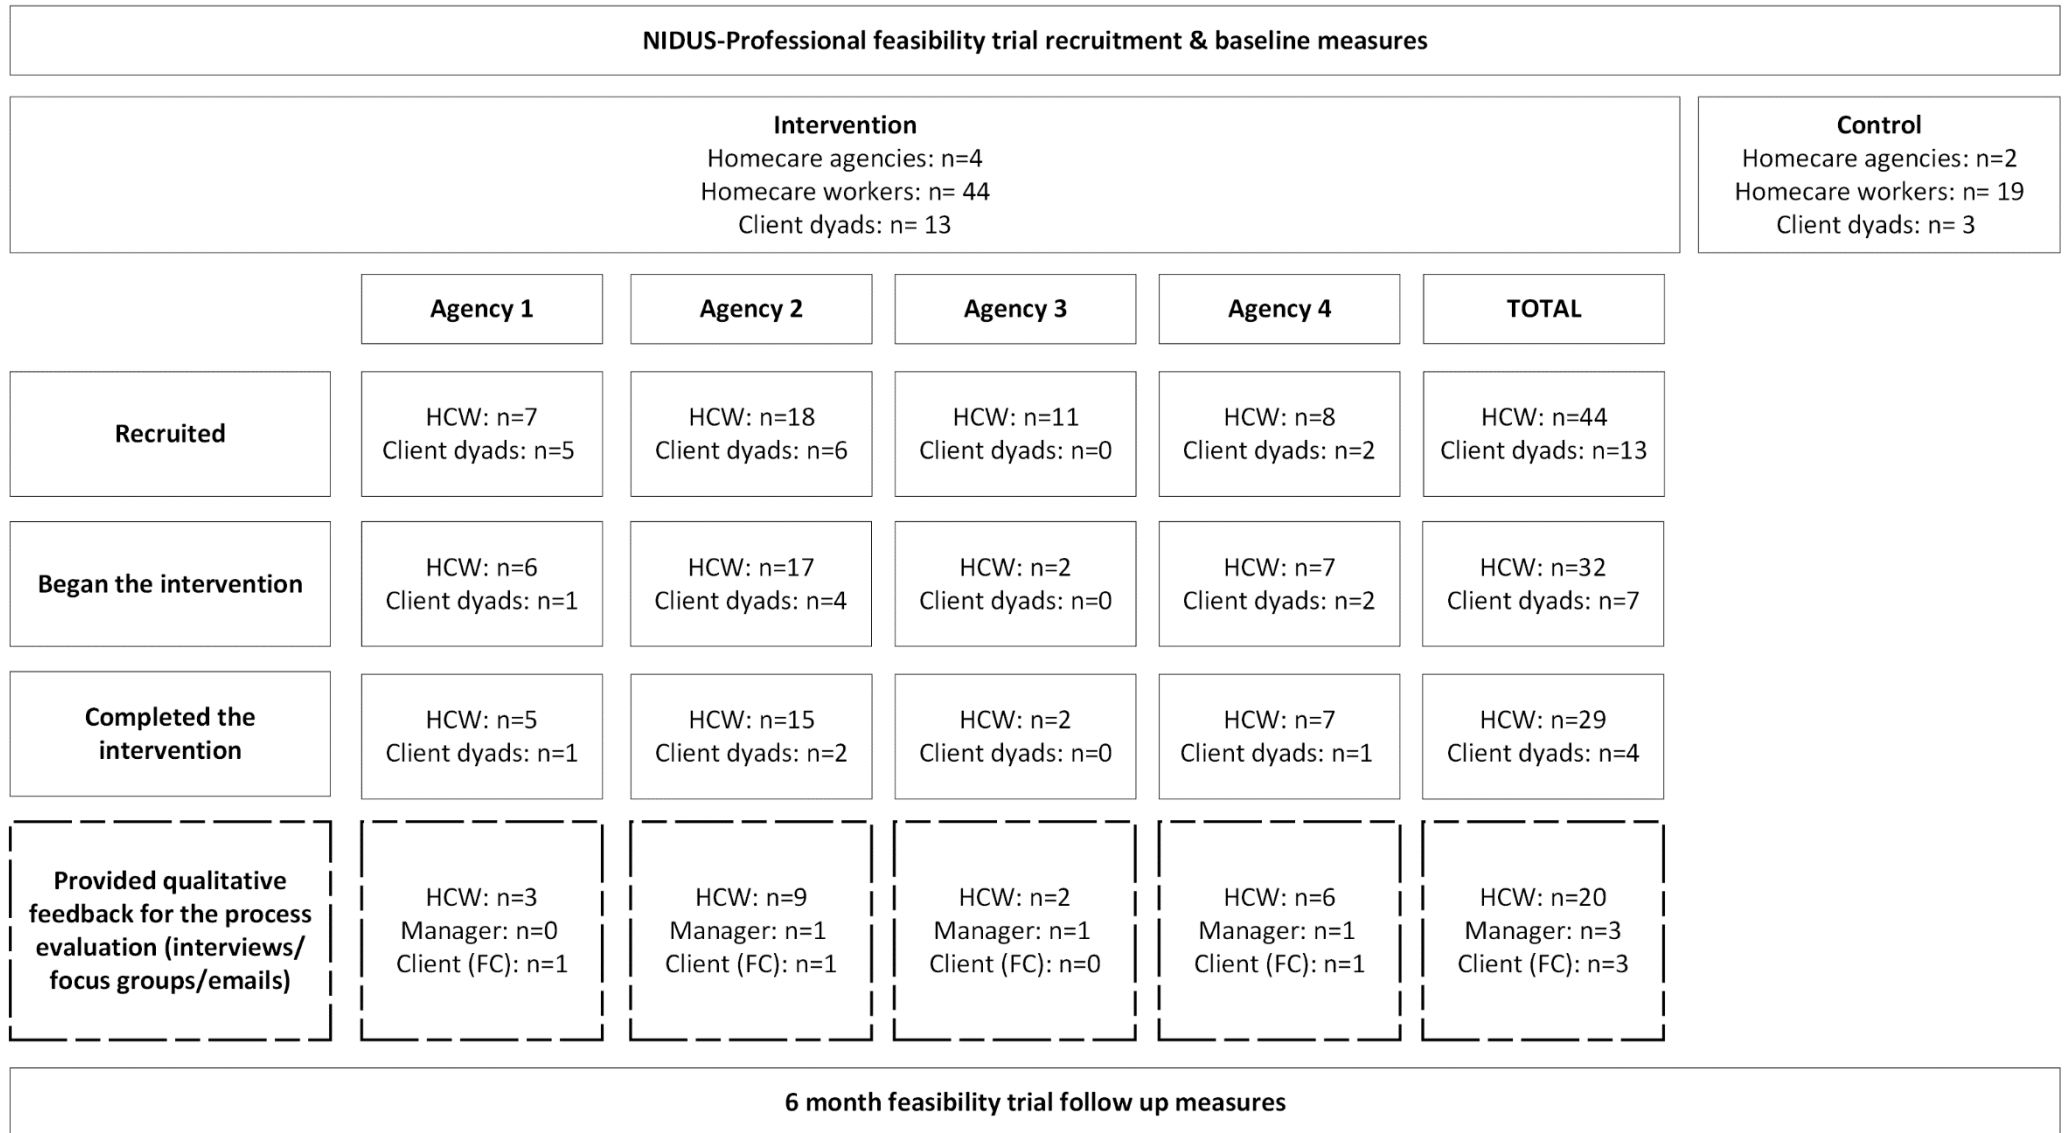 NIDUS-Professional feasibility trial recruitment & baseline measures
Intervention
Homecare agencies: n=4
Homecare workers: n= 44
Client dyads: n= 13
Control
Homecare agencies: n=2
Homecare workers: n= 19
Client dyads: n= 3
Agency 1
Agency 2
Agency 3
Agency 4
TOTAL
Recruited
HCW: n=7
Client dyads: n=5
HCW: n=18
Client dyads: n=6
HCW: n=11
Client dyads: n=0
HCW: n=8
Client dyads: n=2
HCW: n=44
Client dyads: n=13
Began the intervention
HCW: n=6
Client dyads: n=1
HCW: n=17
Client dyads: n=4
HCW: n=2
Client dyads: n=0
HCW: n=7
Client dyads: n=2
HCW: n=32
Client dyads: n=7
Completed the
intervention
HCW: n=5
Client dyads: n=1
HCW: n=15
Client dyads: n=2
HCW: n=2
Client dyads: n=0
HCW: n=7
Client dyads: n=1
HCW: n=29
Client dyads: n=4
Provided qualitative
feedback for the process
evaluation (interviews/
focus groups/emails)
HCW: n=3
Manager: n=0
Client (FC): n=1
HCW: n=9
Manager: n=1
Client (FC): n=1
HCW: n=2
Manager: n=1
Client (FC): n=0
HCW: n=6
Manager: n=1
Client (FC): n=1
HCW: n=20
Manager: n=3
Client (FC): n=3
6 month feasibility trial follow up measures